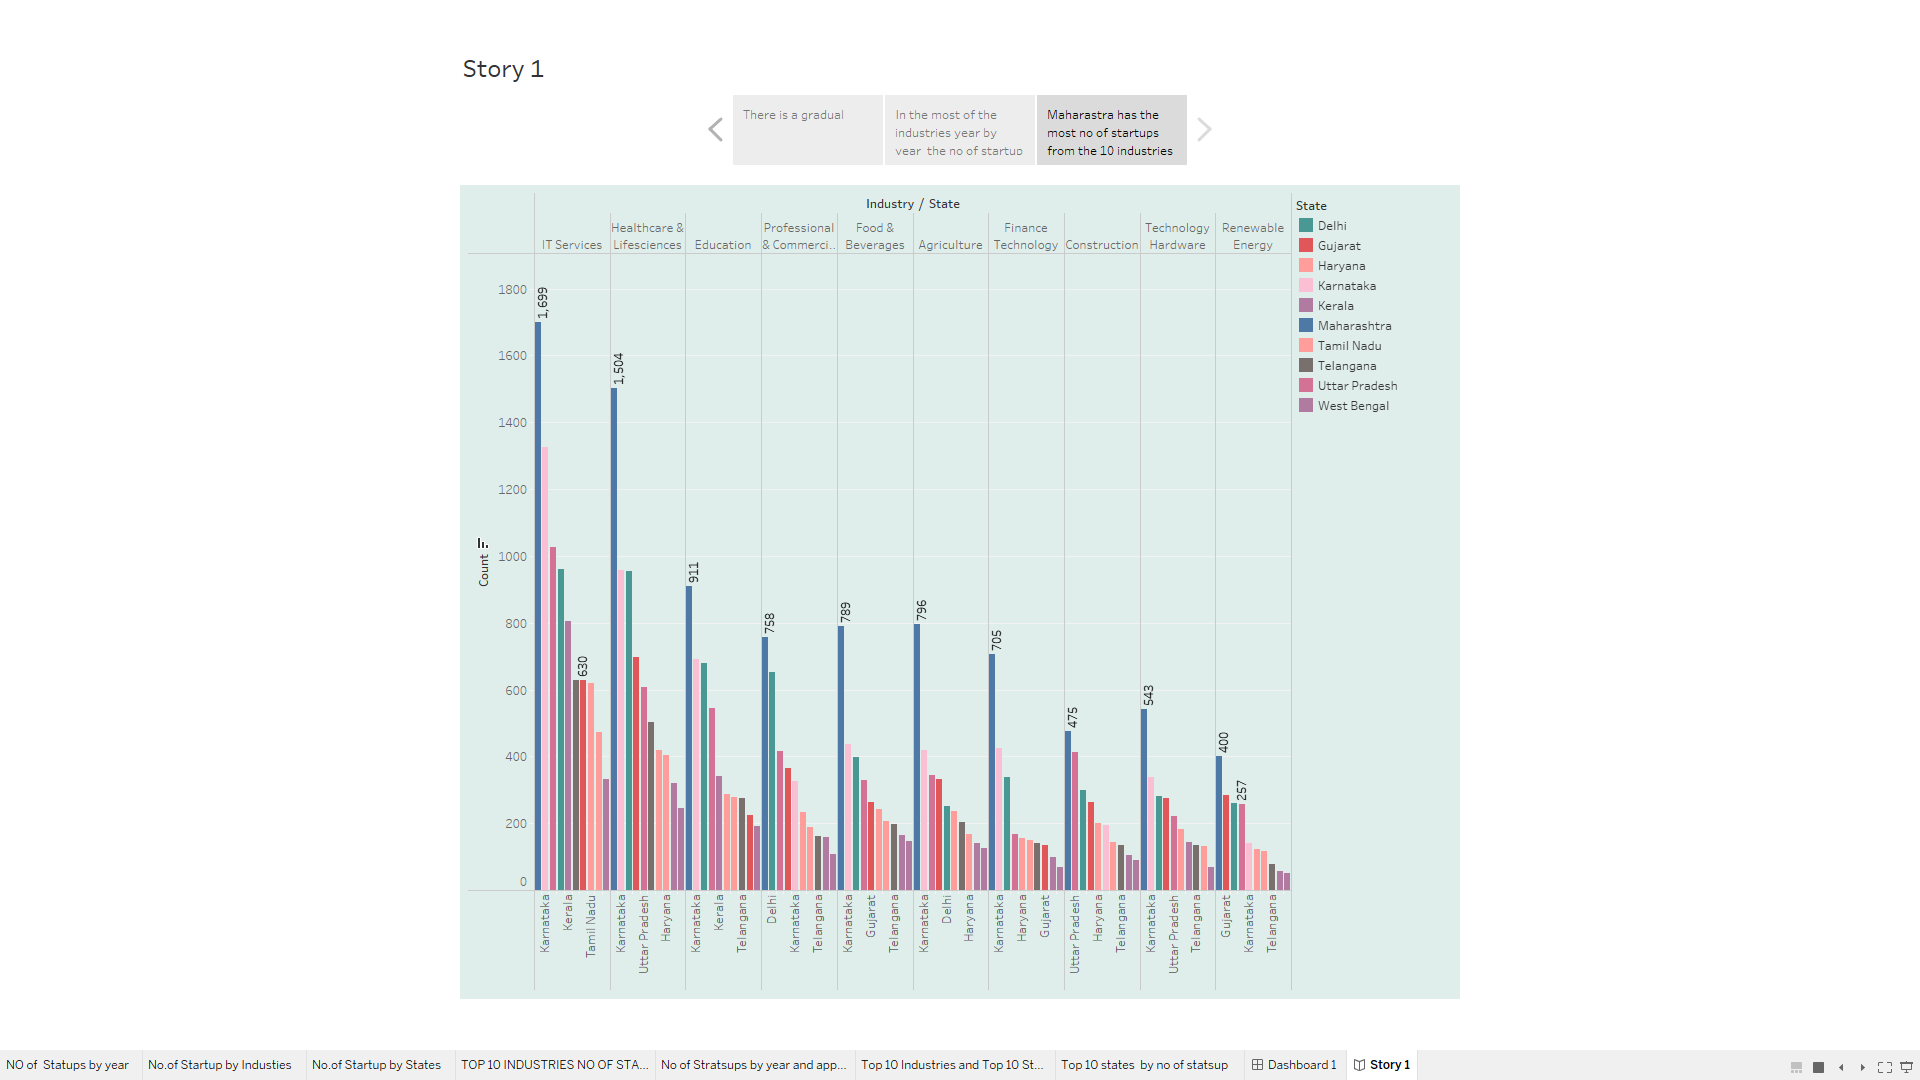 Story 1
There is a gradual
In the most of the
industries year by
year  the no of startup
Maharastra has the
most no of startups
from the 10 industries
Industry / State
IT Services
Healthcare &
Lifesciences
Education
Professional
& Commerci..
Food &
Beverages
Agriculture
Finance
Technology
Construction
Technology
Hardware
Renewable
Energy
State
Delhi
Gujarat
Haryana
Karnataka
Kerala
Maharashtra
Tamil Nadu
Telangana
Uttar Pradesh
West Bengal
Count
1800
1600
1400
1200
1000
800
600
400
200
0
1,699
630
1,504
911
758
789
796
705
475
543
400
257
Karnataka
Kerala
Tamil Nadu
Karnataka
Uttar Pradesh
Haryana
Karnataka
Kerala
Telangana
Delhi
Karnataka
Telangana
Karnataka
Gujarat
Telangana
Karnataka
Delhi
Haryana
Karnataka
Haryana
Gujarat
Uttar Pradesh
Haryana
Telangana
Karnataka
Uttar Pradesh
Telangana
Gujarat
Karnataka
Telangana
NO of  Statups by year
No.of Startup by Industies
No.of Startup by States
TOP 10 INDUSTRIES NO OF STA...
No of Stratsups by year and app...
Top 10 Industries and Top 10 St...
Top 10 states  by no of statsup
Dashboard 1
Story 1